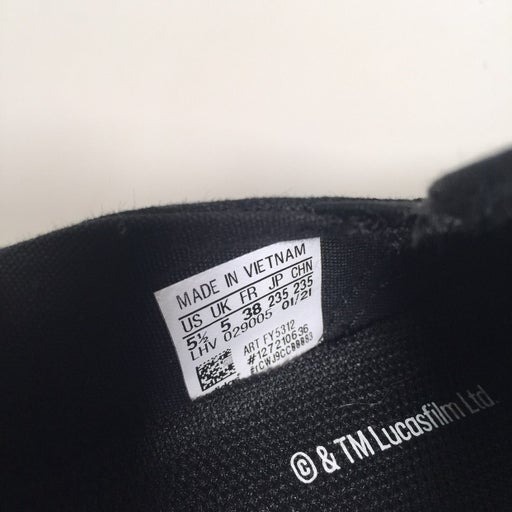 MADE IN VIETNAM
US UK FR JP CHN
5½ 5 38 235 235
LHV 029005 01/21
ART FY5312
#127210636
© & TM Lucasfilm Ltd.